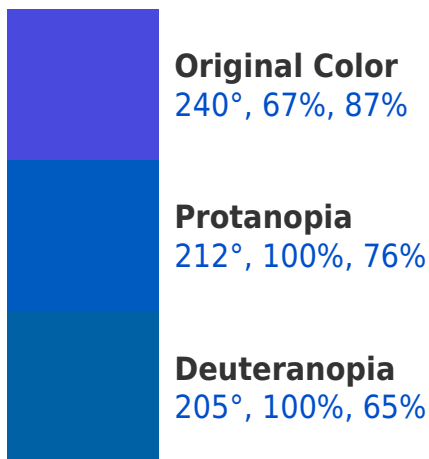 Original Color
240°, 67%, 87%
Protanopia
212°, 100%, 76%
Deuteranopia
205°, 100%, 65%